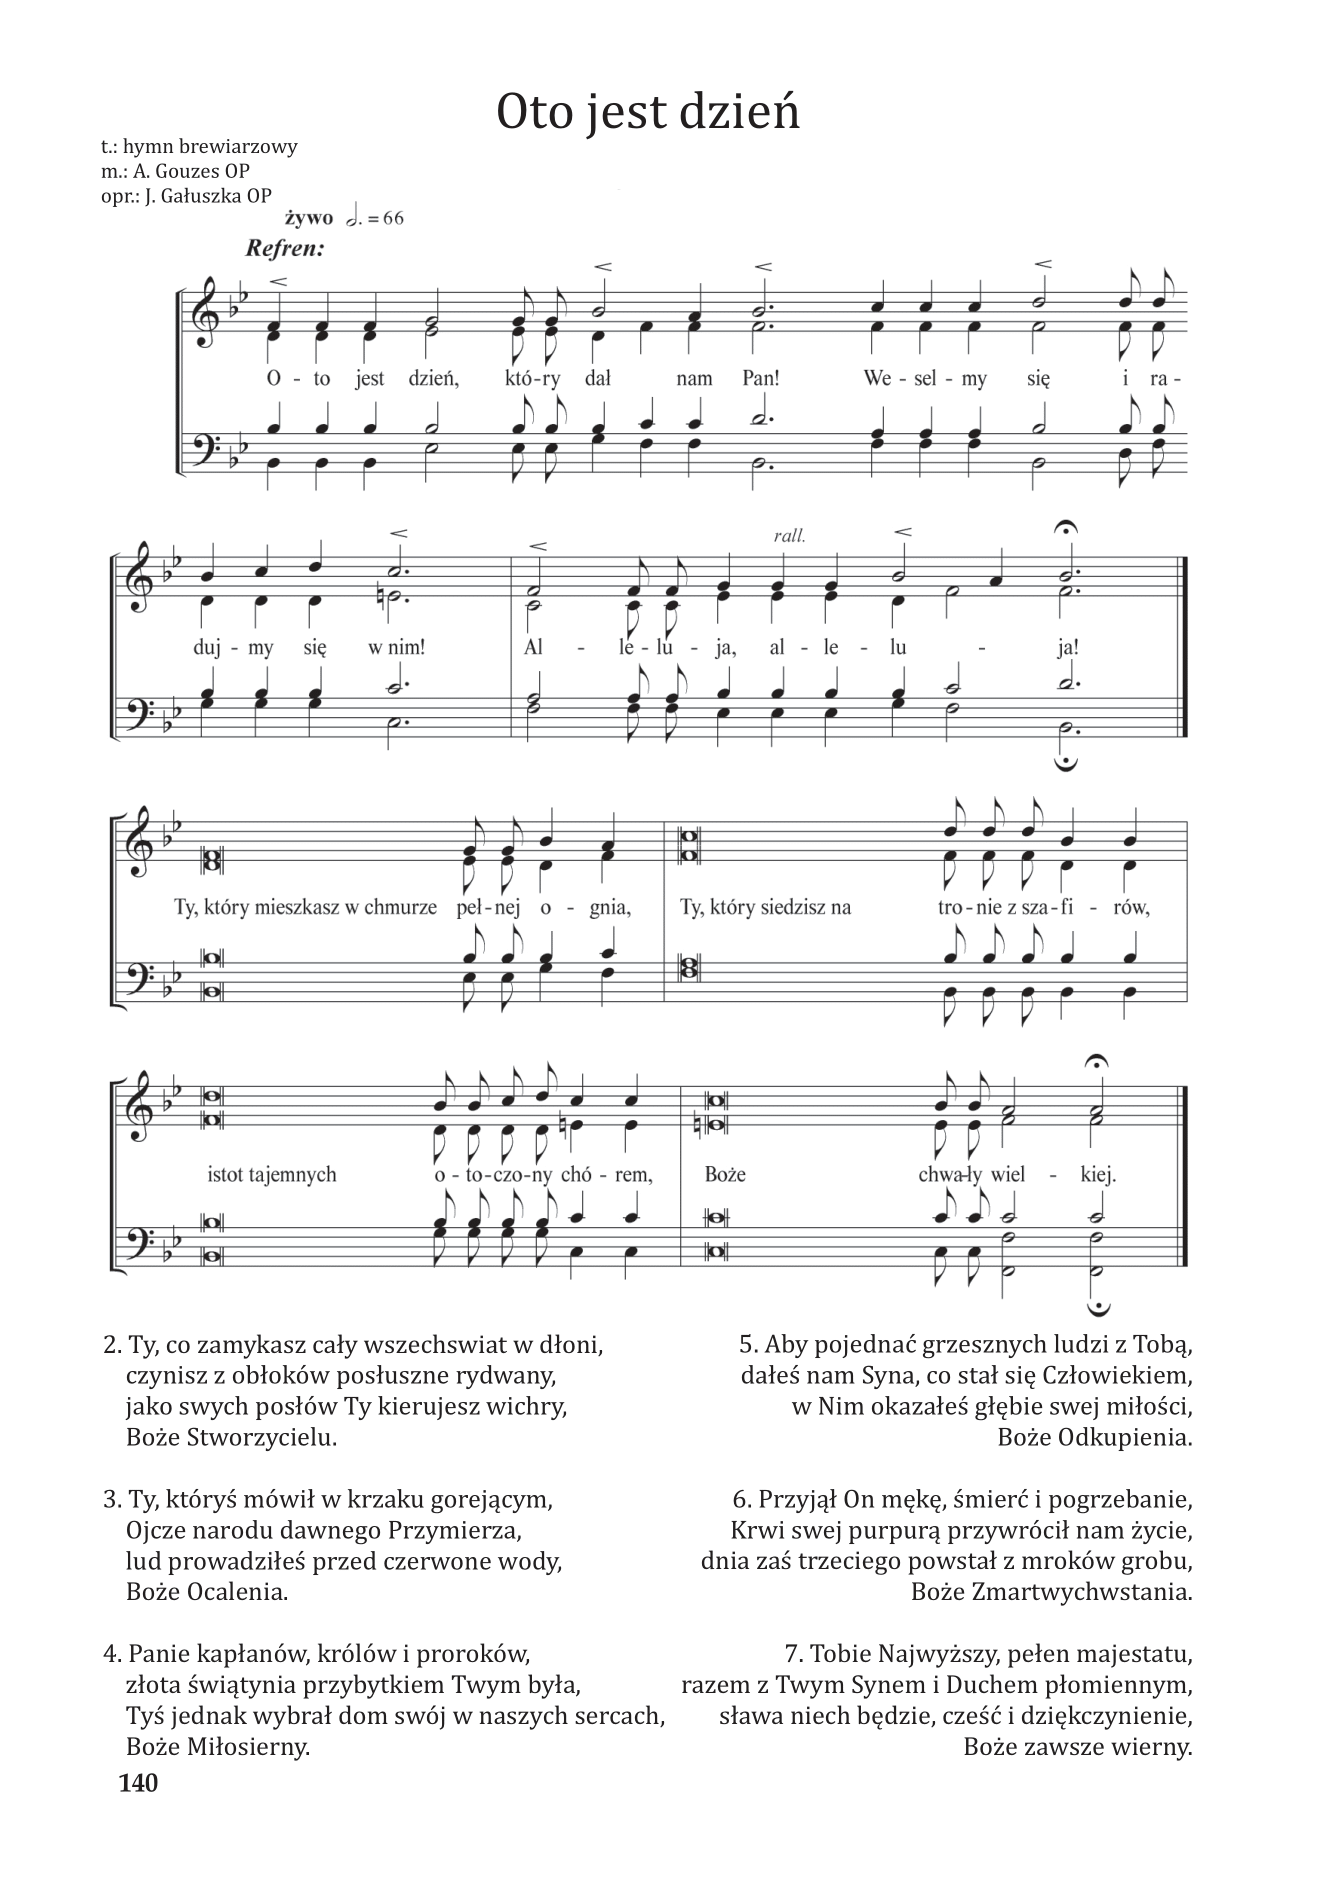 Oto jest dzień
t.: hymn brewiarzowy
m.: A. Gouzes OP
opr.: J. Gałuszka OP
żywo 𝅗𝅥. = 66
Refren:
O - to jest dzień, któ-ry dał nam Pan! We - sel - my się i ra -
rall.
duj - my się w nim! Al - le - lu - ja, al - le - lu - ja!
Ty, który mieszkasz w chmurze peł-nej o - gnia, Ty, który siedzisz na tro-nie z sza-fi - rów,
istot tajemnych o - to-czo-ny chó - rem, Boże chwa-ły wiel - kiej.
2. Ty, co zamykasz cały wszechswiat w dłoni,
czynisz z obłoków posłuszne rydwany,
jako swych posłów Ty kierujesz wichry,
Boże Stworzycielu.
3. Ty, któryś mówił w krzaku gorejącym,
Ojcze narodu dawnego Przymierza,
lud prowadziłeś przed czerwone wody,
Boże Ocalenia.
4. Panie kapłanów, królów i proroków,
złota świątynia przybytkiem Twym była,
Tyś jednak wybrał dom swój w naszych sercach,
Boże Miłosierny.
5. Aby pojednać grzesznych ludzi z Tobą,
dałeś nam Syna, co stał się Człowiekiem,
w Nim okazałeś głębie swej miłości,
Boże Odkupienia.
6. Przyjął On mękę, śmierć i pogrzebanie,
Krwi swej purpurą przywrócił nam życie,
dnia zaś trzeciego powstał z mroków grobu,
Boże Zmartwychwstania.
7. Tobie Najwyższy, pełen majestatu,
razem z Twym Synem i Duchem płomiennym,
sława niech będzie, cześć i dziękczynienie,
Boże zawsze wierny.
140